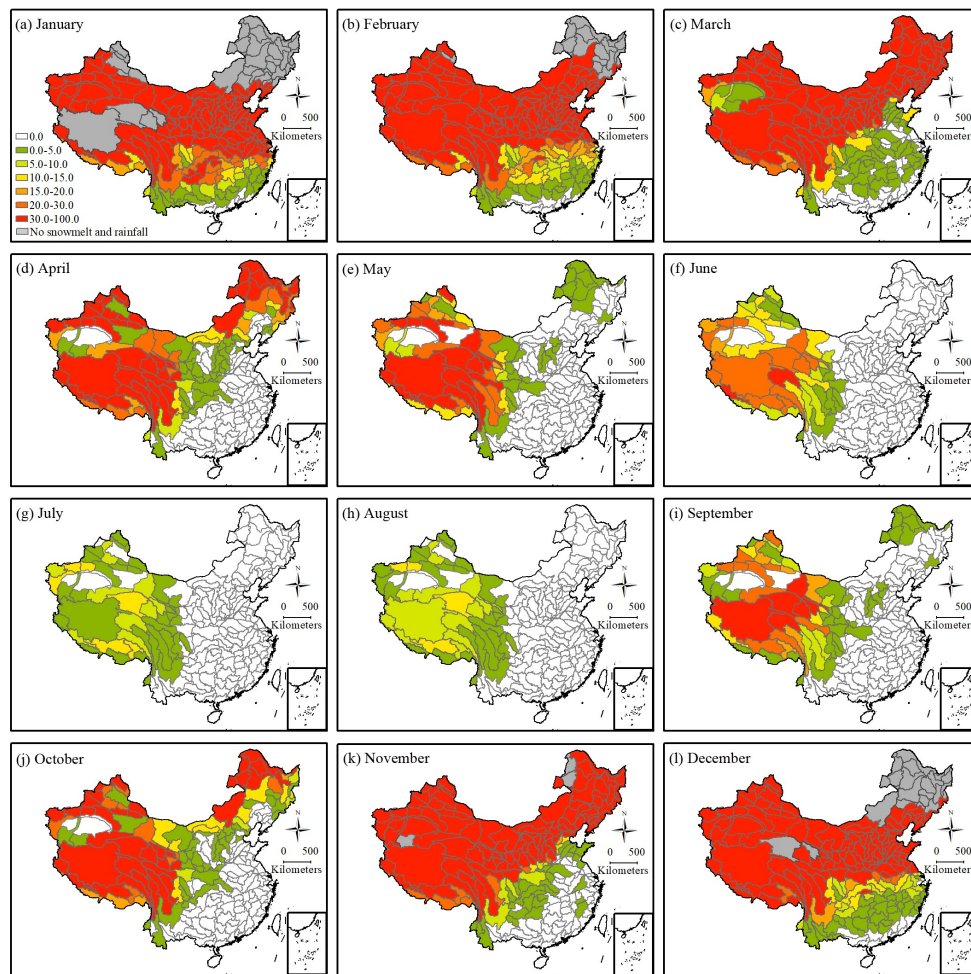 (a) January
N
0 500
Kilometers
0.0
0.0-5.0
5.0-10.0
10.0-15.0
15.0-20.0
20.0-30.0
30.0-100.0
No snowmelt and rainfall
(b) February
N
0 500
Kilometers
(c) March
N
0 500
Kilometers
(d) April
N
0 500
Kilometers
(e) May
N
0 500
Kilometers
(f) June
N
0 500
Kilometers
(g) July
N
0 500
Kilometers
(h) August
N
0 500
Kilometers
(i) September
N
0 500
Kilometers
(j) October
N
0 500
Kilometers
(k) November
N
0 500
Kilometers
(l) December
N
0 500
Kilometers